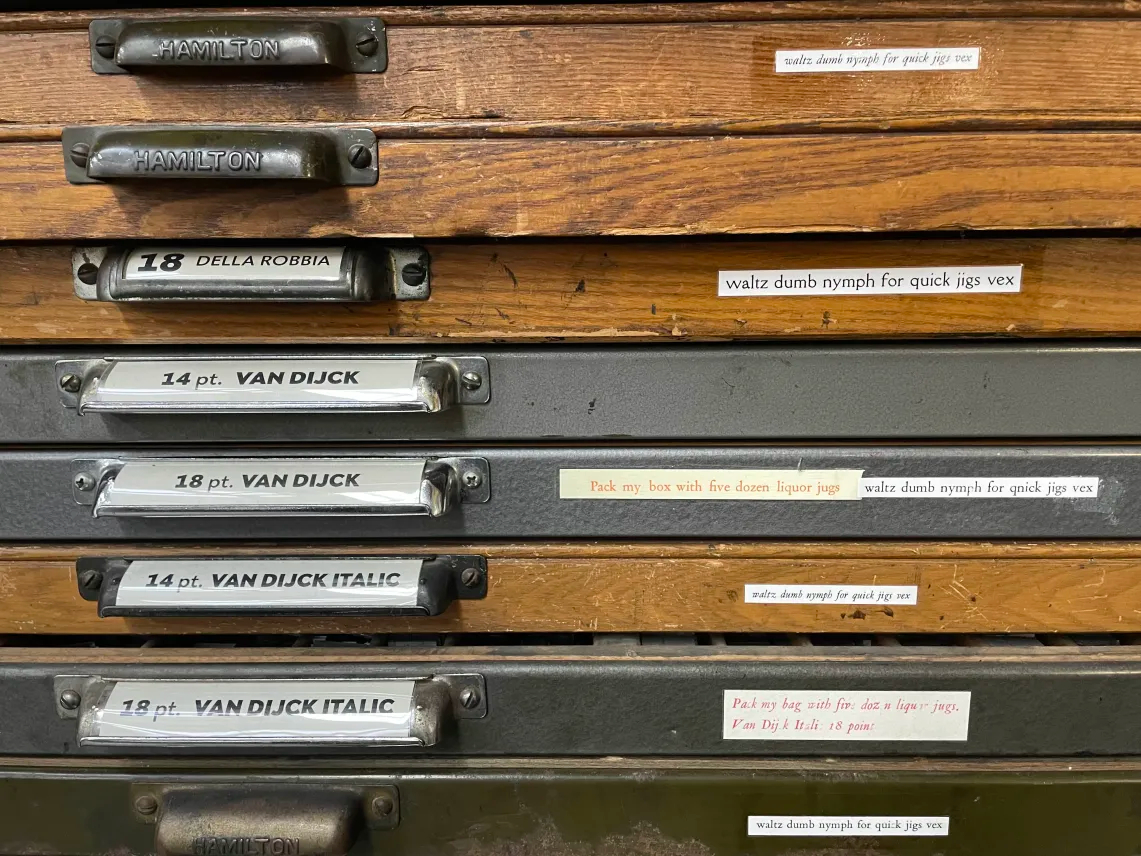 HAMILTON
waltz dumb nymph for quick jigs vex
HAMILTON
18 DELLA ROBBIA
waltz dumb nymph for quick jigs vex
14 pt. VAN DIJCK
18 pt. VAN DIJCK
Pack my box with five dozen liquor jugs
waltz dumb nymph for qnick jigs vex
14 pt. VAN DIJCK ITALIC
waltz dumb nymph for quick jigs vex
18 pt. VAN DIJCK ITALIC
Pack my bag with five dozen liquor jugs.
Van Dijck Italic 18 point
HAMILTON
waltz dumb nymph for quick jigs vex